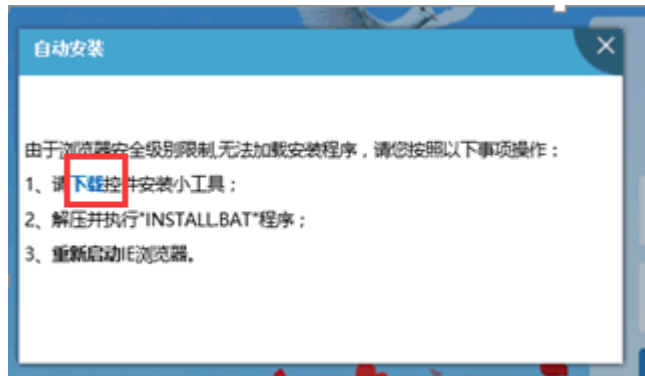 自动安装
由于浏览器安全级别限制,无法加载安装程序，请您按照以下事项操作：
1、请下载控件安装小工具；
2、解压并执行"INSTALL.BAT"程序；
3、重新启动IE浏览器。